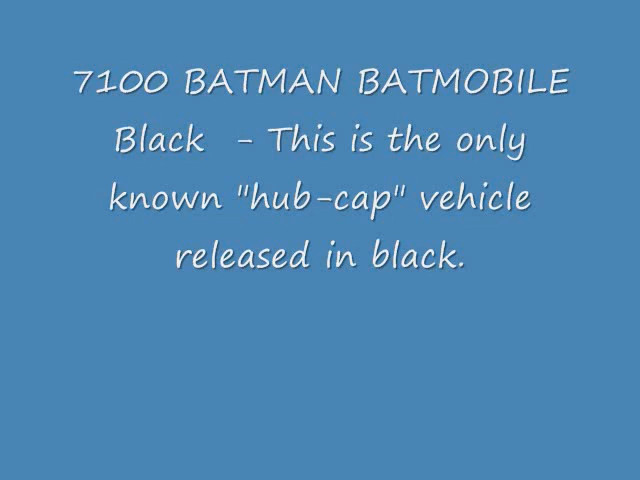 7100 BATMAN BATMOBILE
Black - This is the only
known "hub-cap" vehicle
released in black.